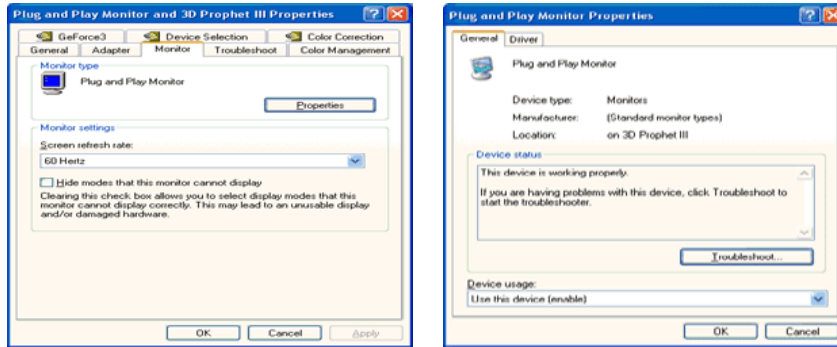 Plug and Play Monitor and 3D Prophet III Properties
GeForce3 Device Selection Color Correction
General Adapter Monitor Troubleshoot Color Management
Monitor type
Plug and Play Monitor
Properties
Monitor settings
Screen refresh rate:
60 Hertz
Hide modes that this monitor cannot display
Clearing this check box allows you to select display modes that this
monitor cannot display correctly. This may lead to an unusable display
and/or damaged hardware.
OK Cancel Apply
Plug and Play Monitor Properties
General Driver
Plug and Play Monitor
Device type: Monitors
Manufacturer: (Standard monitor types)
Location: on 3D Prophet III
Device status
This device is working properly.
If you are having problems with this device, click Troubleshoot to
start the troubleshooter.
Troubleshoot...
Device usage:
Use this device (enable)
OK Cancel